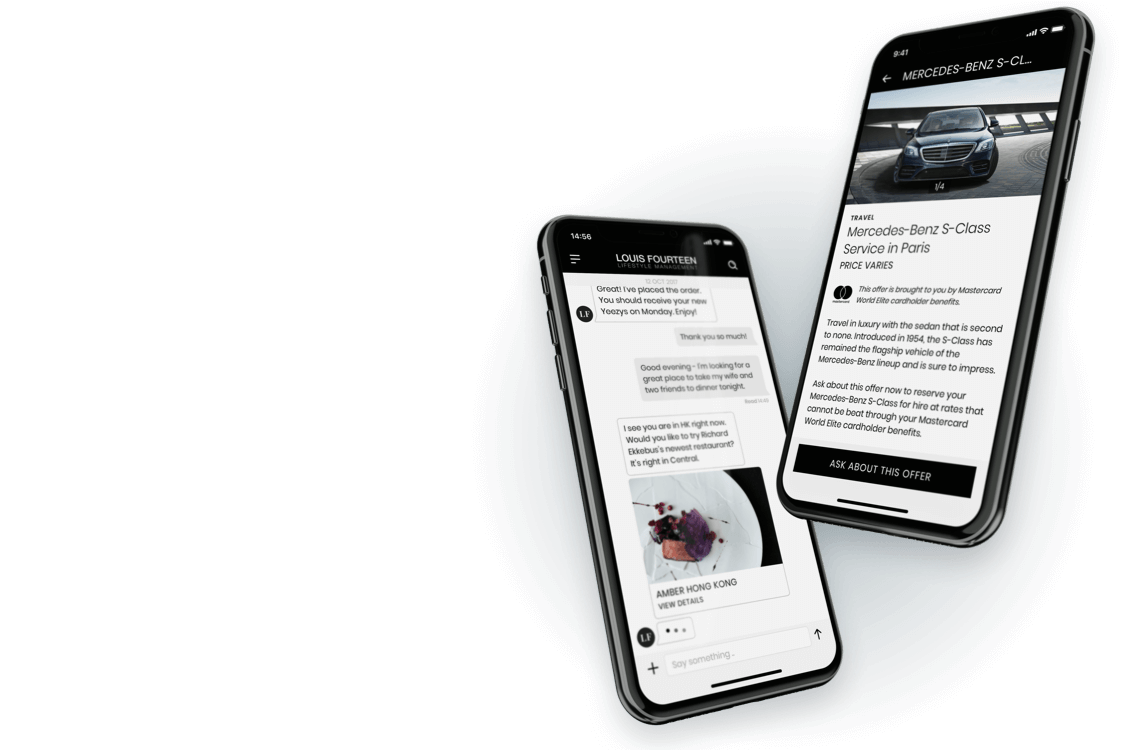 14:56
LOUIS FOURTEEN
LIFESTYLE MANAGEMENT
12 OCT 2017
Great! I've placed the order.
You should receive your new
Yeezys on Monday. Enjoy!
LF
Thank you so much!
Good evening - I'm looking for a
great place to take my wife and
two friends to dinner tonight.
I see you are in HK right now.
Would you like to try Richard
Ekkebus's newest restaurant?
It's right in Central.
AMBER HONG KONG
VIEW DETAILS
LF
Say something..
9:41
MERCEDES-BENZ S-CL...
1/4
TRAVEL
Mercedes-Benz S-Class
Service in Paris
PRICE VARIES
mastercard
This offer is brought to you by Mastercard
World Elite cardholder benefits.
Travel in luxury with the sedan that is second
to none. Introduced in 1954, the S-Class has
remained the flagship vehicle of the
Mercedes-Benz lineup and is sure to impress.
Ask about this offer now to reserve your
Mercedes-Benz S-Class for hire at rates that
cannot be beat through your Mastercard
World Elite cardholder benefits.
ASK ABOUT THIS OFFER